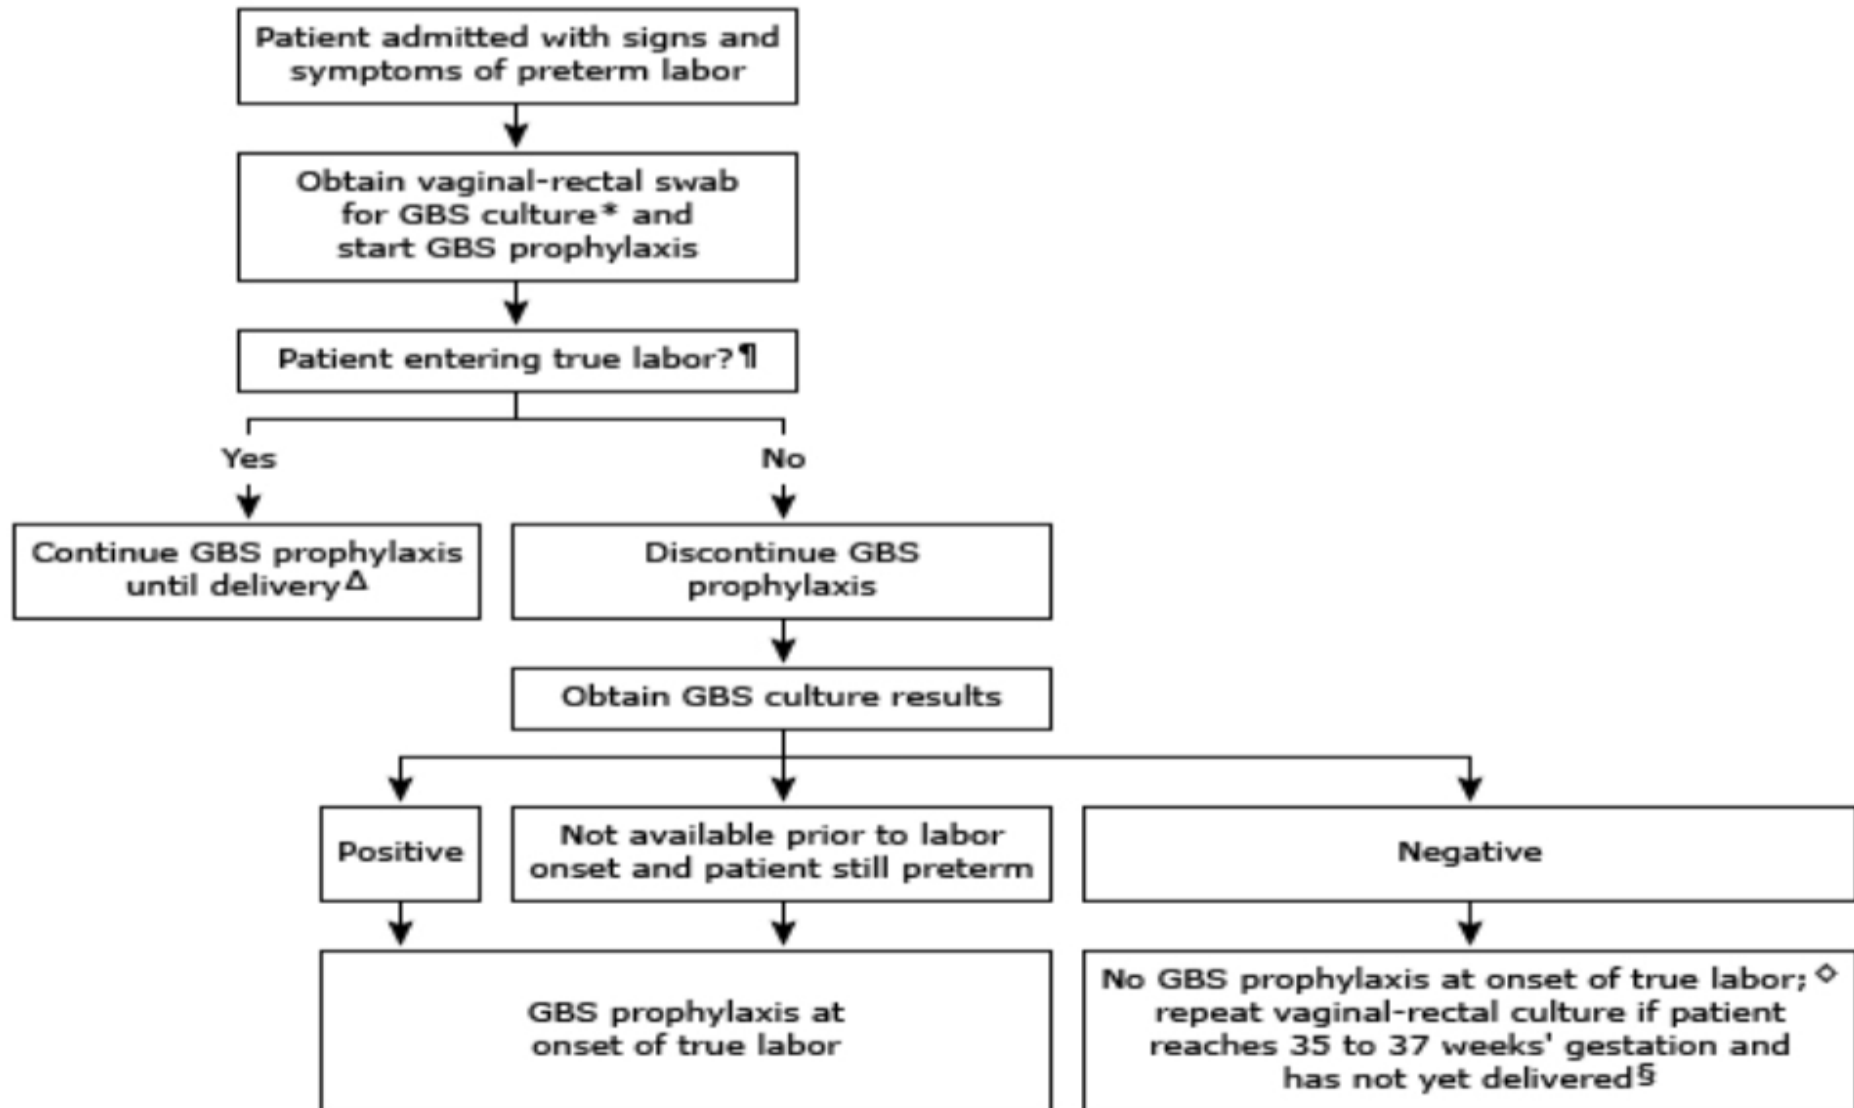 Patient admitted with signs and
symptoms of preterm labor
Obtain vaginal-rectal swab
for GBS culture* and
start GBS prophylaxis
Patient entering true labor?¶
Yes
No
Continue GBS prophylaxis
until deliveryΔ
Discontinue GBS
prophylaxis
Obtain GBS culture results
Positive
Not available prior to labor
onset and patient still preterm
Negative
GBS prophylaxis at
onset of true labor
No GBS prophylaxis at onset of true labor;◇
repeat vaginal-rectal culture if patient
reaches 35 to 37 weeks' gestation and
has not yet delivered§